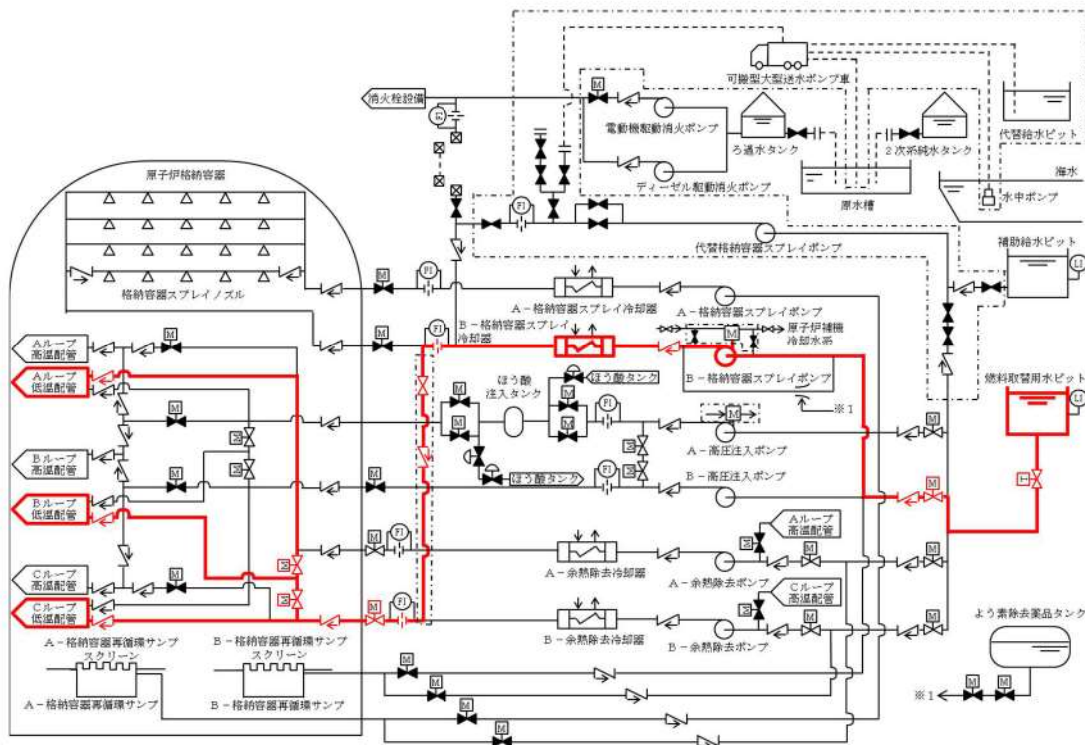 可搬型大型送水ポンプ車
消火栓設備
M
FI
電動機駆動消火ポンプ
ろ過水タンク
2次系純水タンク
代替給水ピット
ディーゼル駆動消火ポンプ
原水槽
海水
水中ポンプ
原子炉格納容器
FI
代替格納容器スプレイポンプ
補助給水ピット
LI
格納容器スプレイノズル
M
FI
A-格納容器スプレイ冷却器
A-格納容器スプレイポンプ
B-格納容器スプレイ
冷却器
M
FI
M
原子炉補機
冷却水系
B-格納容器スプレイポンプ
燃料取替用水ピット
LI
Aループ
高温配管
M
Aループ
低温配管
ほう酸
注入タンク
ほう酸タンク
M
M
FI
M
※1
M
M
M
M
A-高圧注入ポンプ
M
Bループ
高温配管
M
M
M
M
ほう酸タンク
FI
M
B-高圧注入ポンプ
M
T
Bループ
低温配管
Aループ
高温配管
M
FI
M
M
M
A-余熱除去冷却器
A-余熱除去ポンプ
Cループ
高温配管
M
M
Cループ
高温配管
Cループ
低温配管
M
M
FI
M
M
M
B-余熱除去冷却器
B-余熱除去ポンプ
よう素除去薬品タンク
A-格納容器再循環サンプ
スクリーン
B-格納容器再循環サンプ
スクリーン
M
M
※1
M
M
A-格納容器再循環サンプ
B-格納容器再循環サンプ
M
M